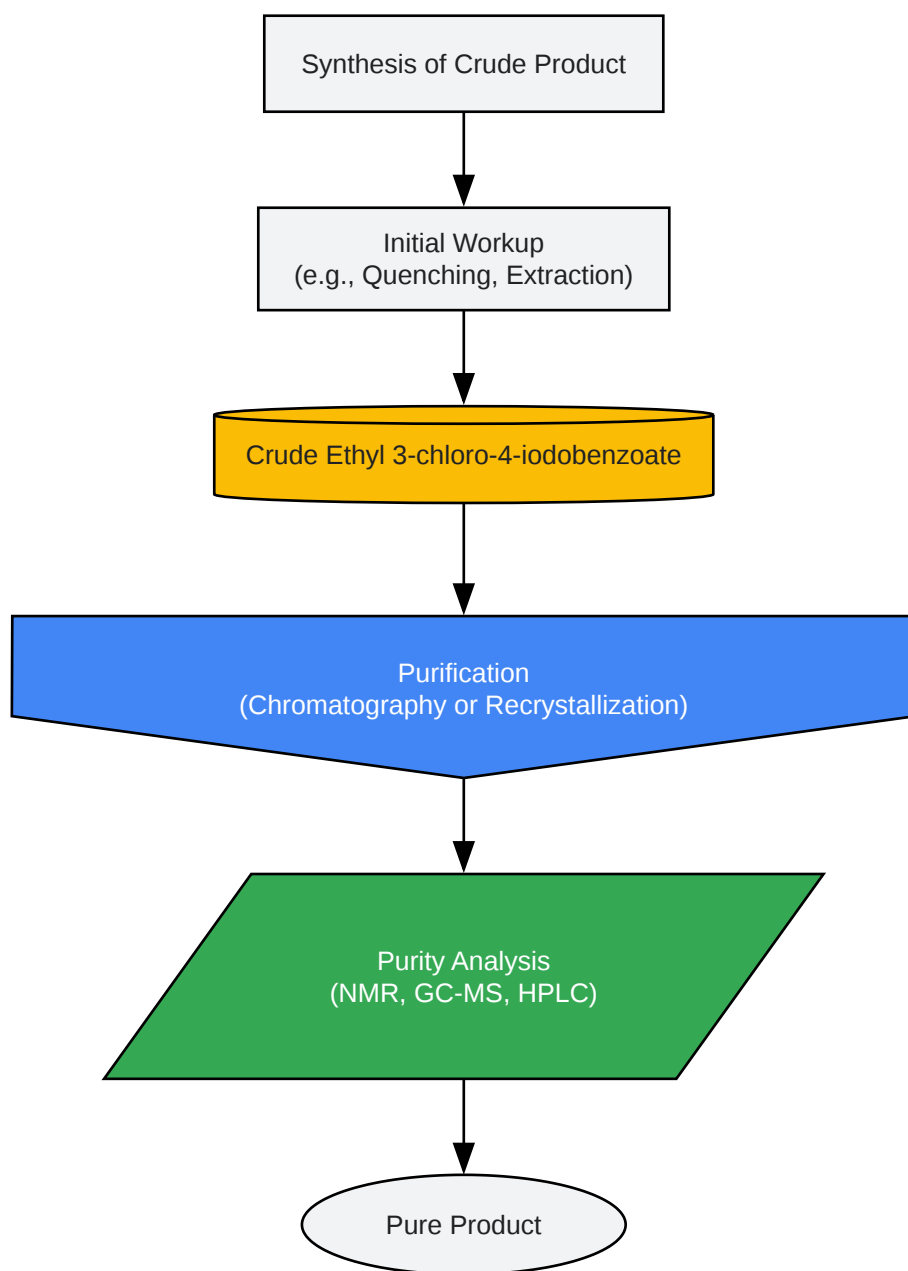 Synthesis of Crude Product
Initial Workup
(e.g., Quenching, Extraction)
Crude Ethyl 3-chloro-4-iodobenzoate
Purification
(Chromatography or Recrystallization)
Purity Analysis
(NMR, GC-MS, HPLC)
Pure Product